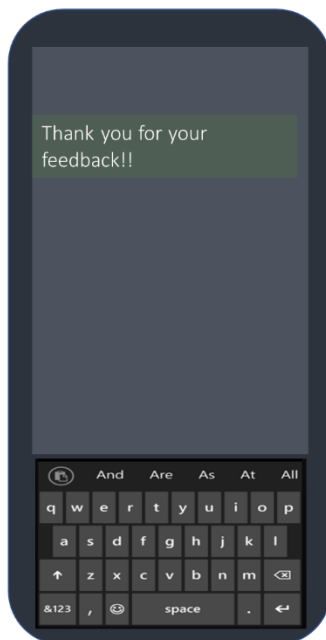 Thank you for your
feedback!!
And Are As At All
q w e r t y u i o p
a s d f g h j k l
z x c v b n m
&123 , space .